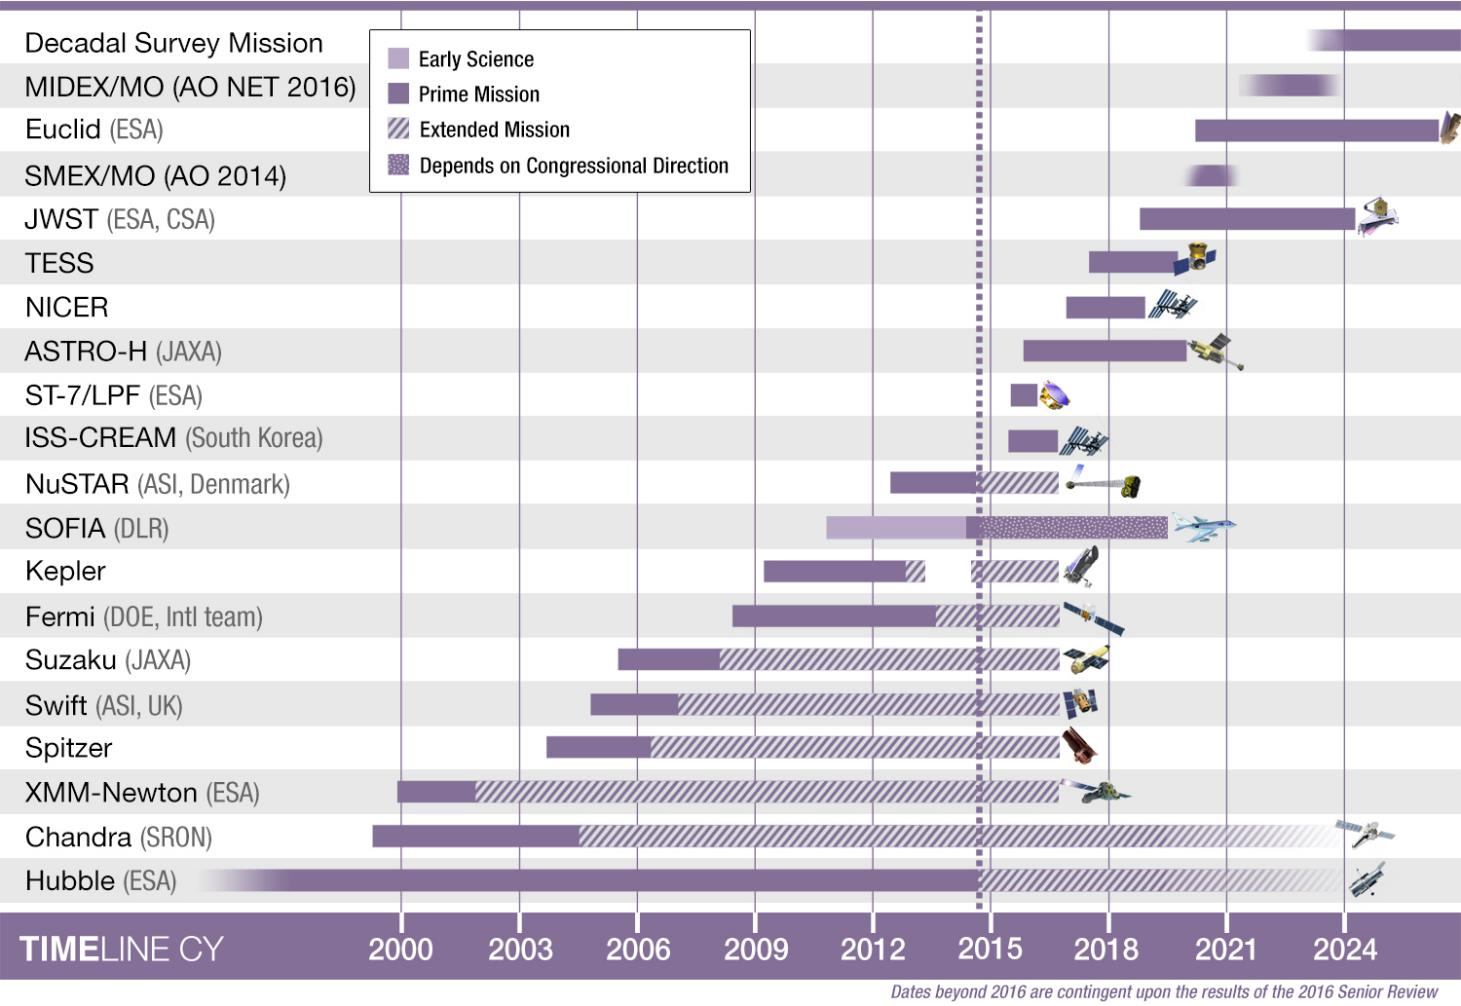 Decadal Survey Mission
MIDEX/MO (AO NET 2016)
Euclid (ESA)
SMEX/MO (AO 2014)
JWST (ESA, CSA)
TESS
NICER
ASTRO-H (JAXA)
ST-7/LPF (ESA)
ISS-CREAM (South Korea)
NuSTAR (ASI, Denmark)
SOFIA (DLR)
Kepler
Fermi (DOE, Intl team)
Suzaku (JAXA)
Swift (ASI, UK)
Spitzer
XMM-Newton (ESA)
Chandra (SRON)
Hubble (ESA)
Early Science
Prime Mission
Extended Mission
Depends on Congressional Direction
TIMELINE CY 2000 2003 2006 2009 2012 2015 2018 2021 2024
Dates beyond 2016 are contingent upon the results of the 2016 Senior Review